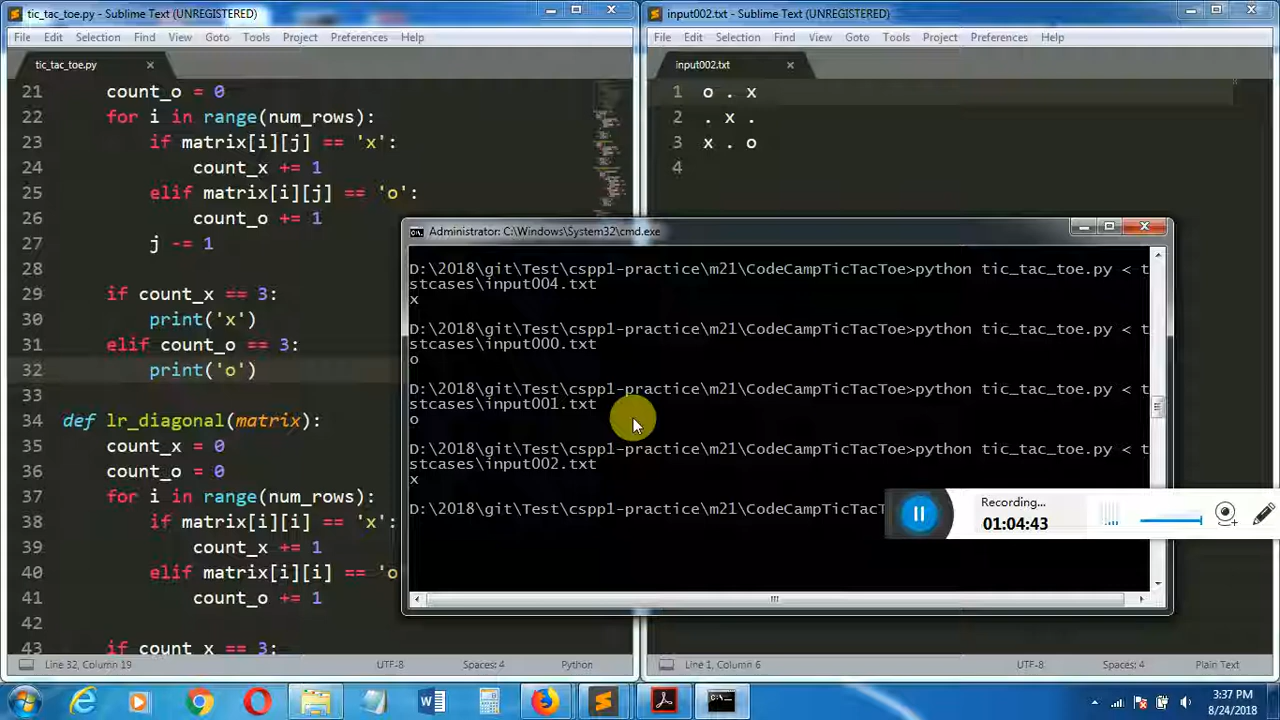 tic_tac_toe.py - Sublime Text (UNREGISTERED)
File Edit Selection Find View Goto Tools Project Preferences Help
tic_tac_toe.py
21 count_o = 0
22 for i in range(num_rows):
23 if matrix[i][j] == 'x':
24 count_x += 1
25 elif matrix[i][j] == 'o':
26 count_o += 1
27 j -= 1
28
29 if count_x == 3:
30 print('x')
31 elif count_o == 3:
32 print('o')
33
34 def lr_diagonal(matrix):
35 count_x = 0
36 count_o = 0
37 for i in range(num_rows):
38 if matrix[i][i] == 'x':
39 count_x += 1
40 elif matrix[i][i] == 'o
41 count_o += 1
42
43 if count_x == 3:
Line 32, Column 19 UTF-8 Spaces: 4 Python
input002.txt - Sublime Text (UNREGISTERED)
File Edit Selection Find View Goto Tools Project Preferences Help
input002.txt
1 o . x
2 . x .
3 x . o
4
Administrator: C:\Windows\System32\cmd.exe
D:\2018\git\Test\cspp1-practice\m21\CodeCampTicTacToe>python tic_tac_toe.py < t
stcases\input004.txt
x
D:\2018\git\Test\cspp1-practice\m21\CodeCampTicTacToe>python tic_tac_toe.py < t
stcases\input000.txt
o
D:\2018\git\Test\cspp1-practice\m21\CodeCampTicTacToe>python tic_tac_toe.py < t
stcases\input001.txt
o
D:\2018\git\Test\cspp1-practice\m21\CodeCampTicTacToe>python tic_tac_toe.py < t
stcases\input002.txt
x
D:\2018\git\Test\cspp1-practice\m21\CodeCampTicTacT
Recording...
01:04:43
Line 1, Column 6 UTF-8 Spaces: 4 Plain Text
3:37 PM
8/24/2018